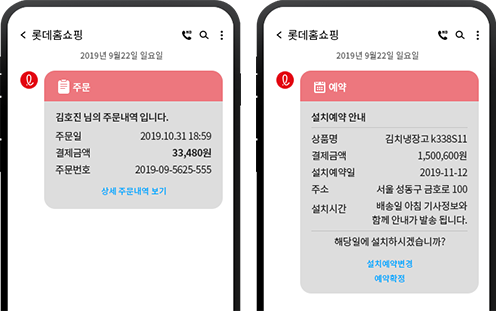 롯데홈쇼핑
2019년 9월22일 일요일
주문
김호진 님의 주문내역 입니다.
주문일 2019.10.31 18:59
결제금액 33,480원
주문번호 2019-09-5625-555
상세 주문내역 보기
롯데홈쇼핑
2019년 9월22일 일요일
예약
설치예약 안내
상품명 김치냉장고 k338S11
결제금액 1,500,600원
설치예약일 2019-11-12
주소 서울 성동구 금호로 100
설치시간 배송일 아침 기사정보와
함께 안내가 발송 됩니다.
해당일에 설치하시겠습니까?
설치예약변경
예약확정